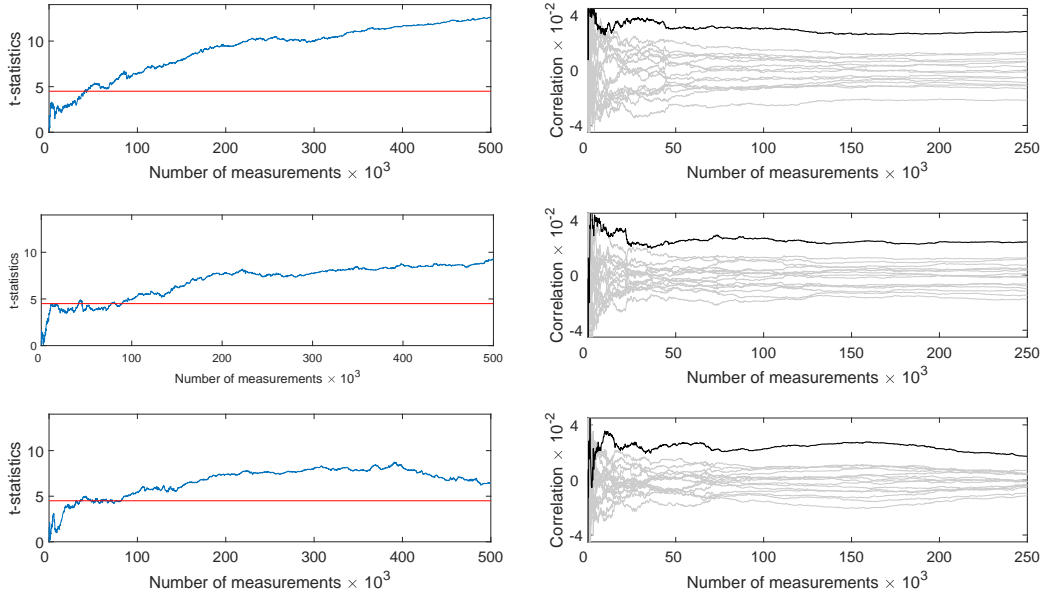 t-statistics
10
5
0
0 100 200 300 400 500
Number of measurements × 10³
Correlation × 10⁻²
4
0
-4
0 50 100 150 200 250
Number of measurements × 10³
t-statistics
10
5
0
0 100 200 300 400 500
Number of measurements × 10³
Correlation × 10⁻²
4
0
-4
0 50 100 150 200 250
Number of measurements × 10³
t-statistics
10
5
0
0 100 200 300 400 500
Number of measurements × 10³
Correlation × 10⁻²
4
0
-4
0 50 100 150 200 250
Number of measurements × 10³